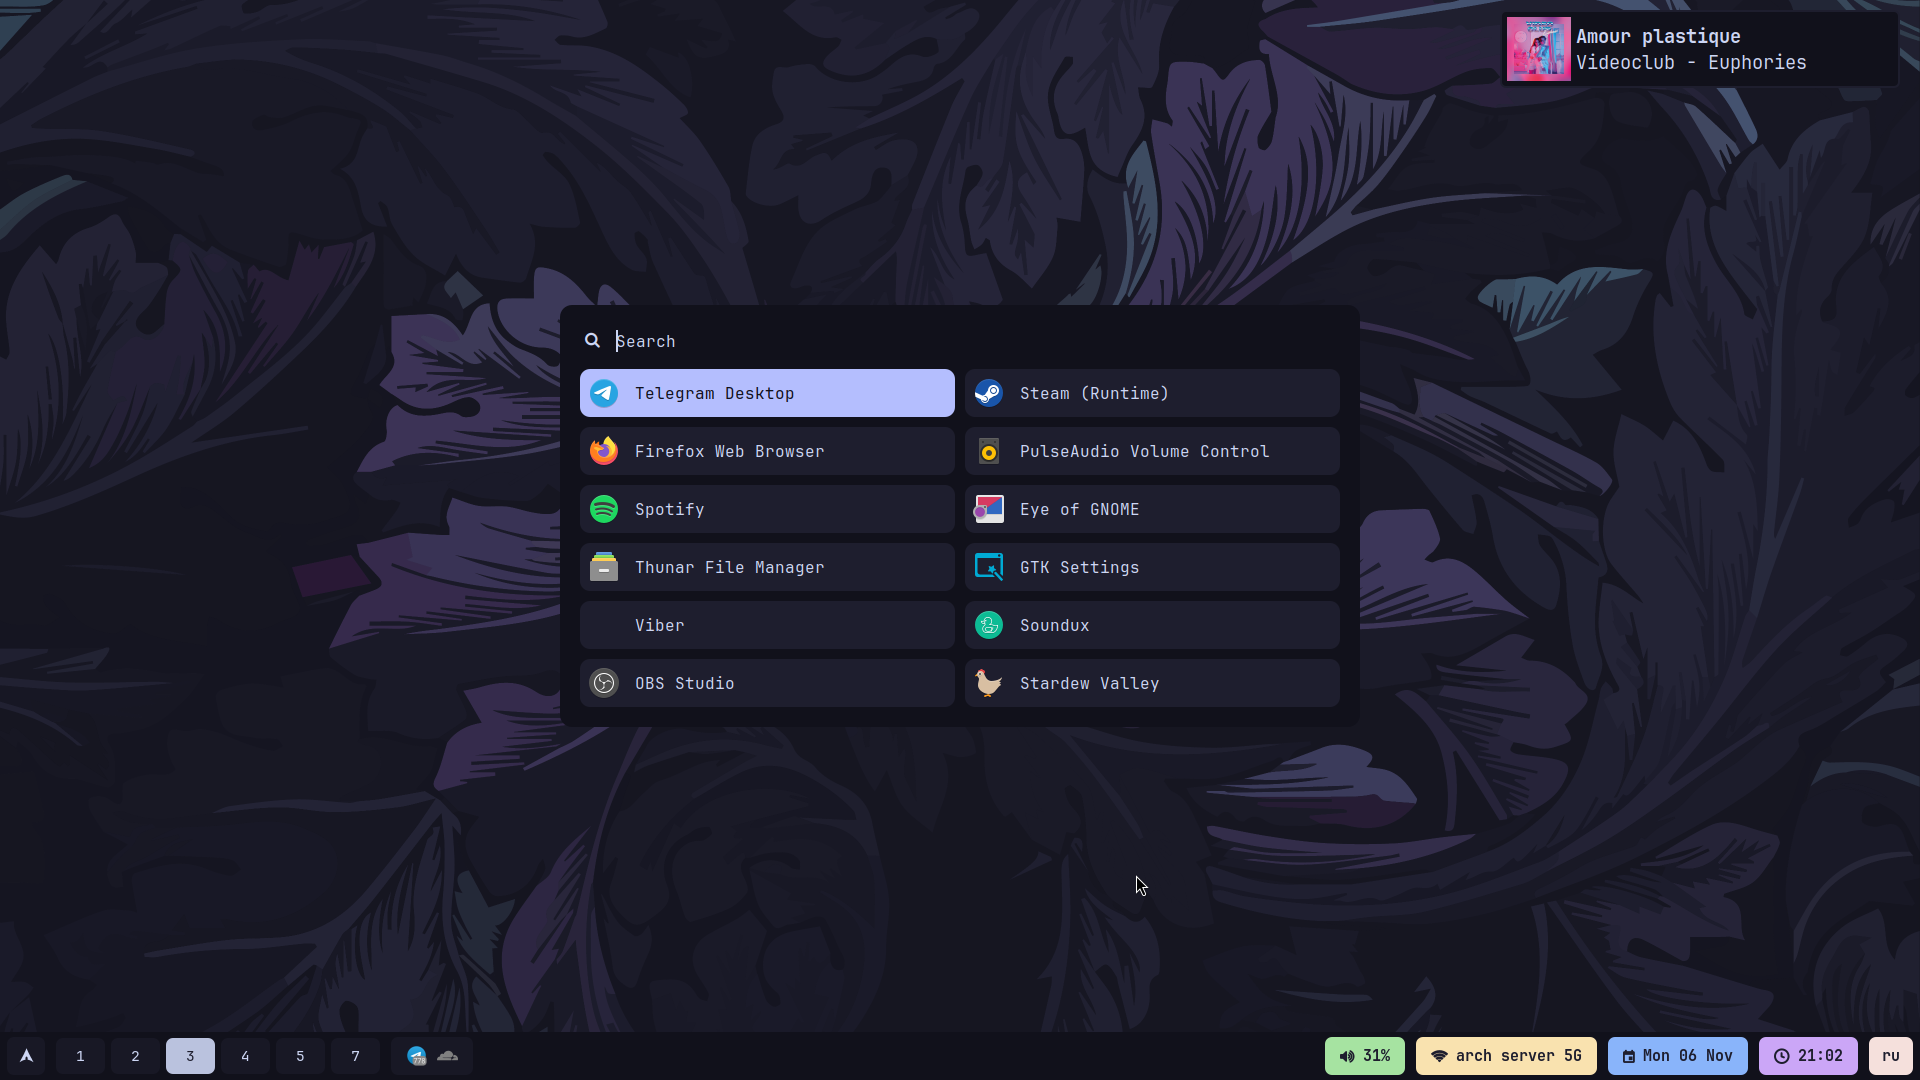 Amour plastique
Videoclub - Euphories
Search
Telegram Desktop
Steam (Runtime)
Firefox Web Browser
PulseAudio Volume Control
Spotify
Eye of GNOME
Thunar File Manager
GTK Settings
Viber
Soundux
OBS Studio
Stardew Valley
1 2 3 4 5 7 778 31% arch server 5G Mon 06 Nov 21:02 ru